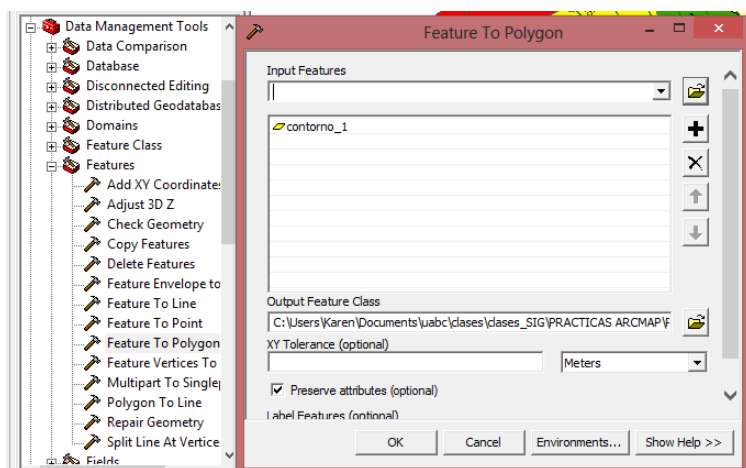 Data Management Tools
Data Comparison
Database
Disconnected Editing
Distributed Geodatabas
Domains
Feature Class
Features
Add XY Coordinate
Adjust 3D Z
Check Geometry
Copy Features
Delete Features
Feature Envelope to
Feature To Line
Feature To Point
Feature To Polygon
Feature Vertices To
Multipart To Single
Polygon To Line
Repair Geometry
Split Line At Vertice
Fields
Feature To Polygon
Input Features
contorno_1
Output Feature Class
C:\Users\Karen\Documents\uabc\clases\clases_SIG\PRACTICAS ARCMAP\F
XY Tolerance (optional)
Meters
Preserve attributes (optional)
Label Features (optional)
OK
Cancel
Environments...
Show Help >>